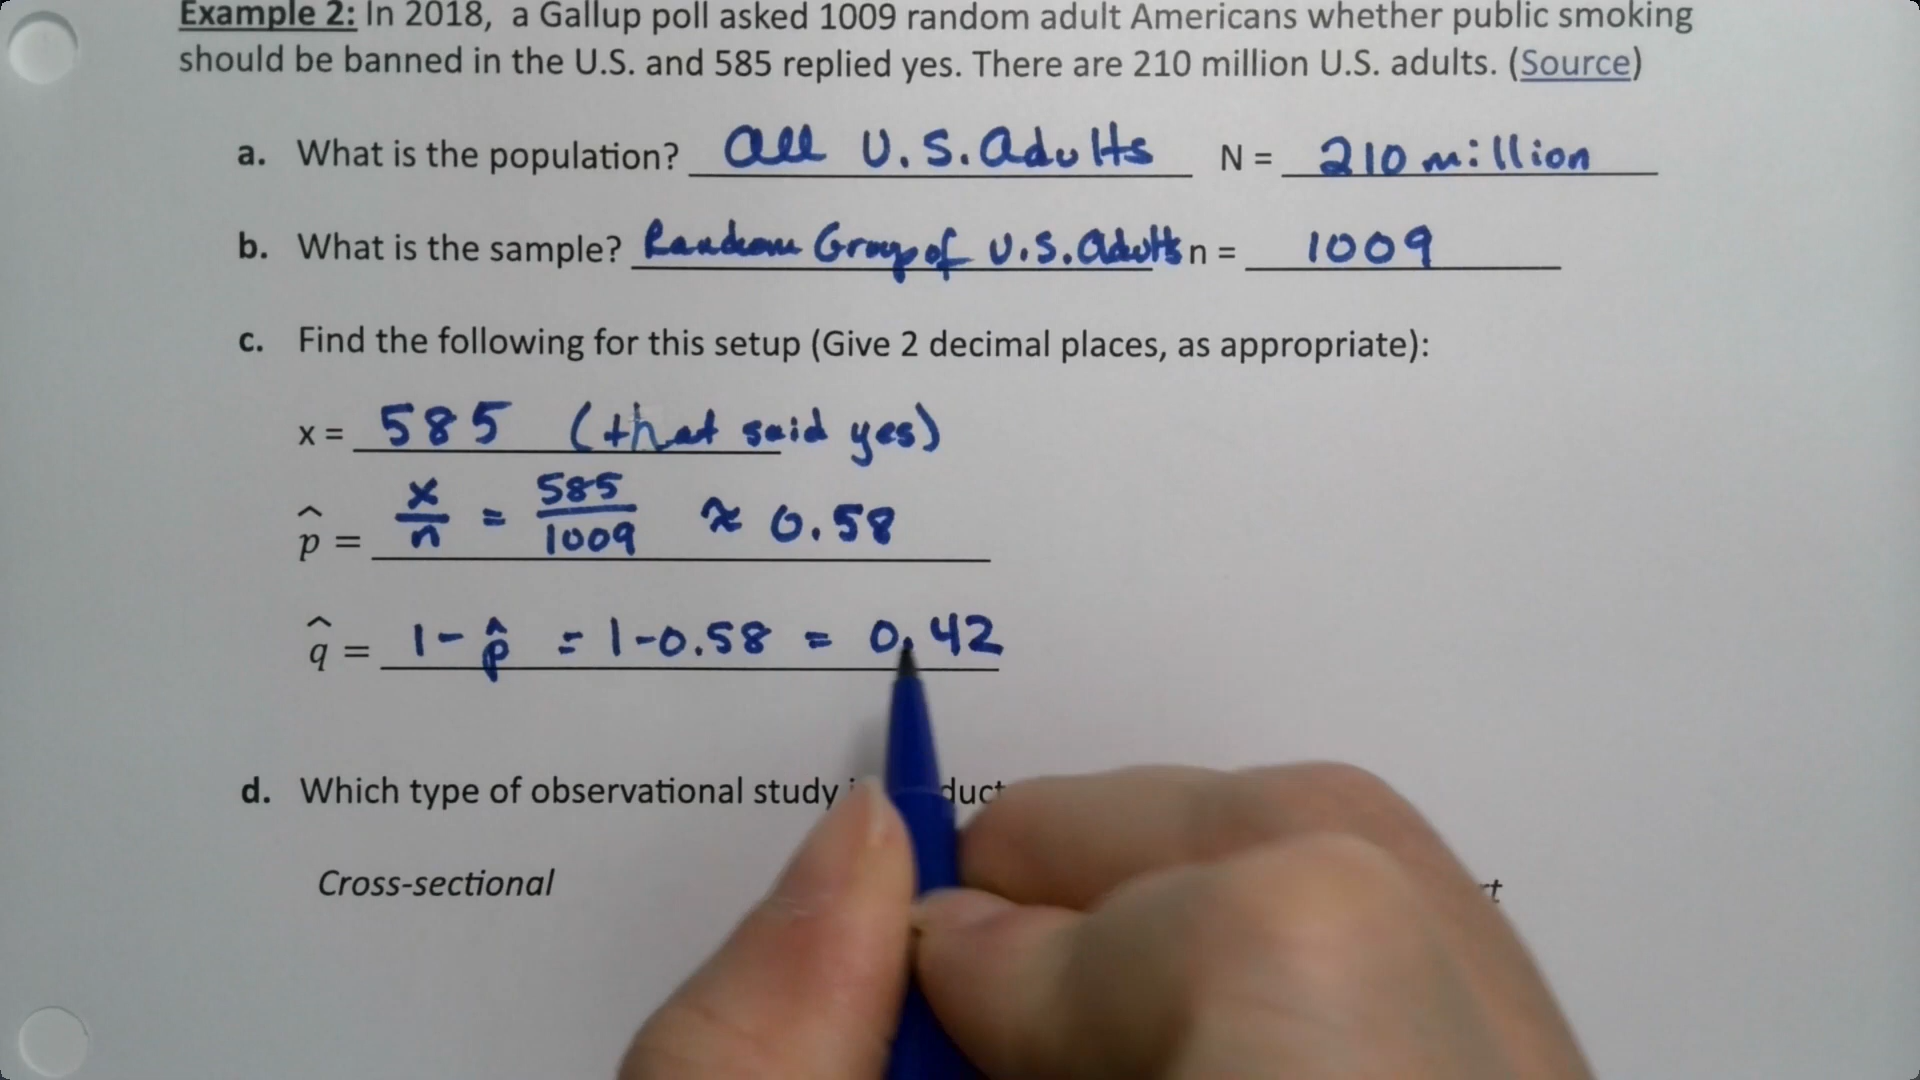 Example 2: In 2018, a Gallup poll asked 1009 random adult Americans whether public smoking
should be banned in the U.S. and 585 replied yes. There are 210 million U.S. adults. (Source)
a. What is the population? all U.S. Adults N = 210 million
b. What is the sample? Random Group of U.S. Adults n = 1009
c. Find the following for this setup (Give 2 decimal places, as appropriate):
x = 585 (that said yes)
p̂ = x/n = 585/1009 ≈ 0.58
q̂ = 1 - p̂ = 1 - 0.58 = 0.42
d. Which type of observational study
Cross-sectional